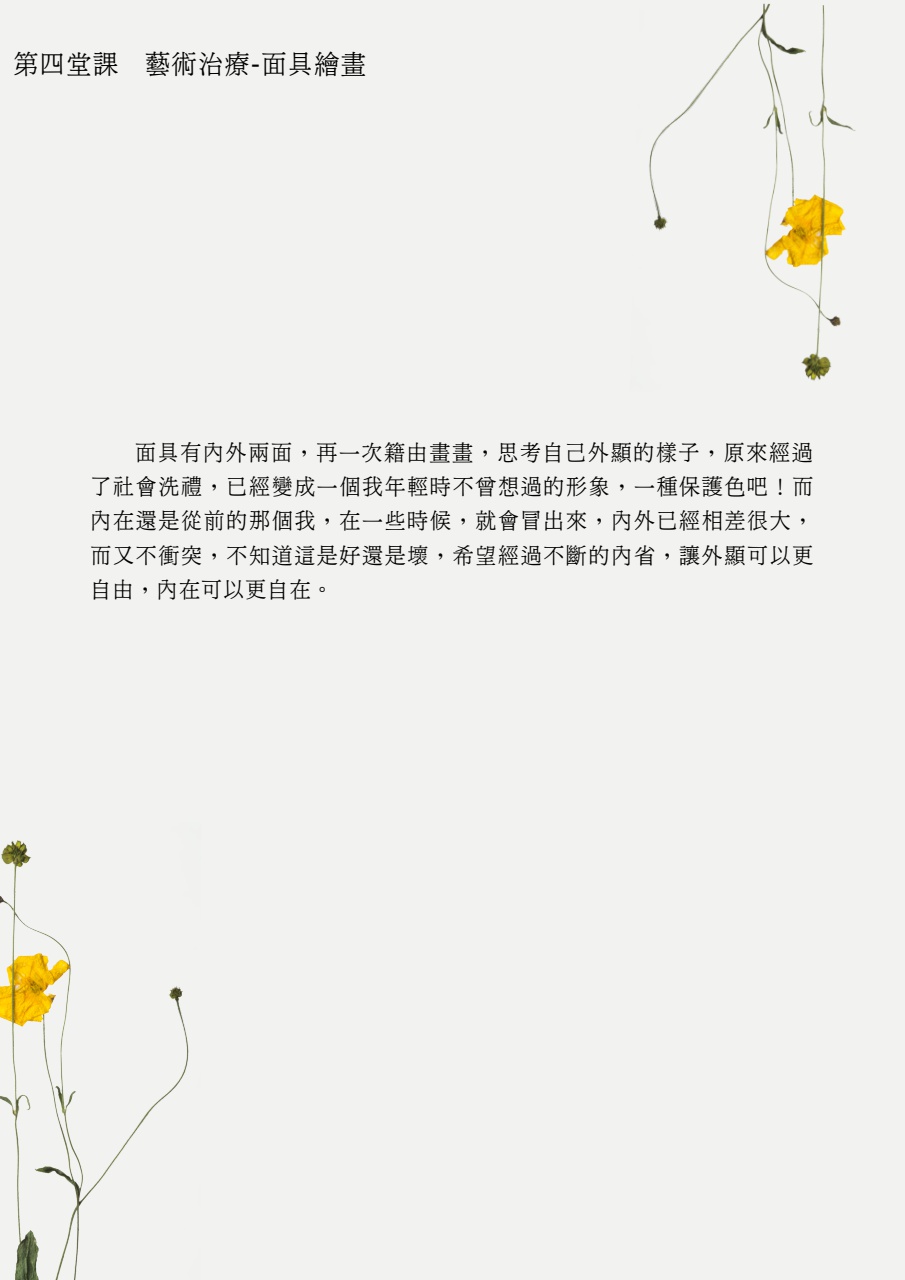 第四堂課　藝術治療-面具繪畫
面具有內外兩面，再一次籍由畫畫，思考自己外顯的樣子，原來經過
了社會洗禮，已經變成一個我年輕時不曾想過的形象，一種保護色吧！而
內在還是從前的那個我，在一些時候，就會冒出來，內外已經相差很大，
而又不衝突，不知道這是好還是壞，希望經過不斷的內省，讓外顯可以更
自由，內在可以更自在。